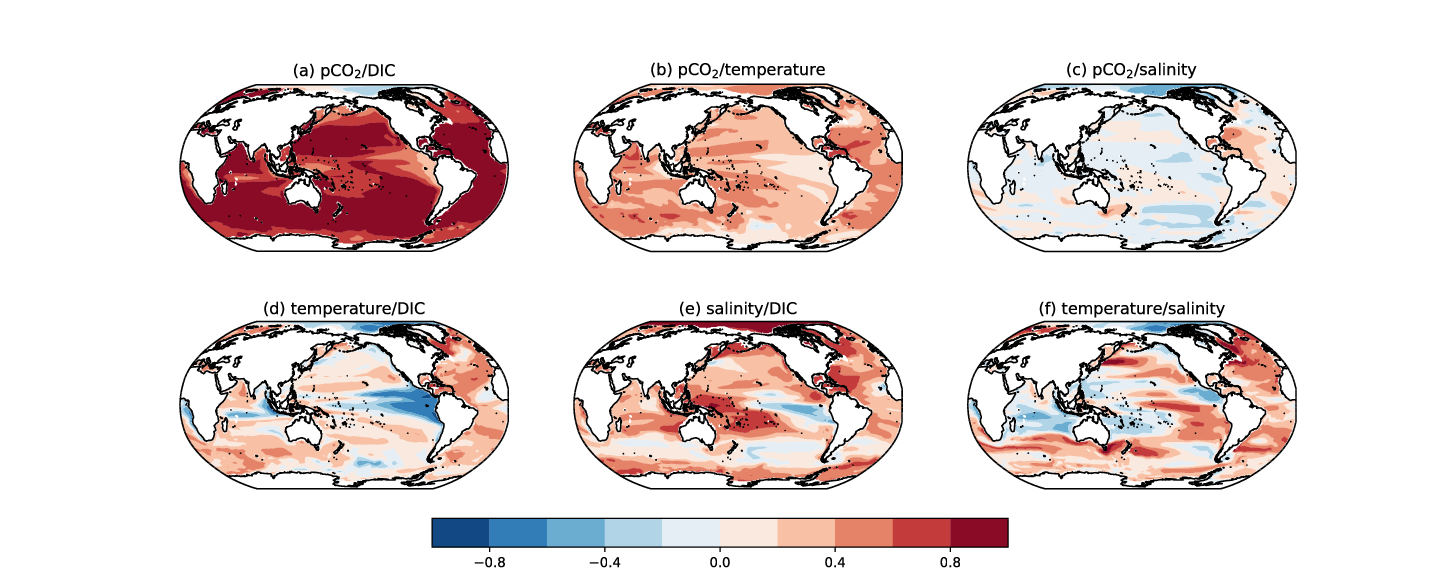 (a) pCO₂/DIC
(b) pCO₂/temperature
(c) pCO₂/salinity
(d) temperature/DIC
(e) salinity/DIC
(f) temperature/salinity
−0.8 −0.4 0.0 0.4 0.8